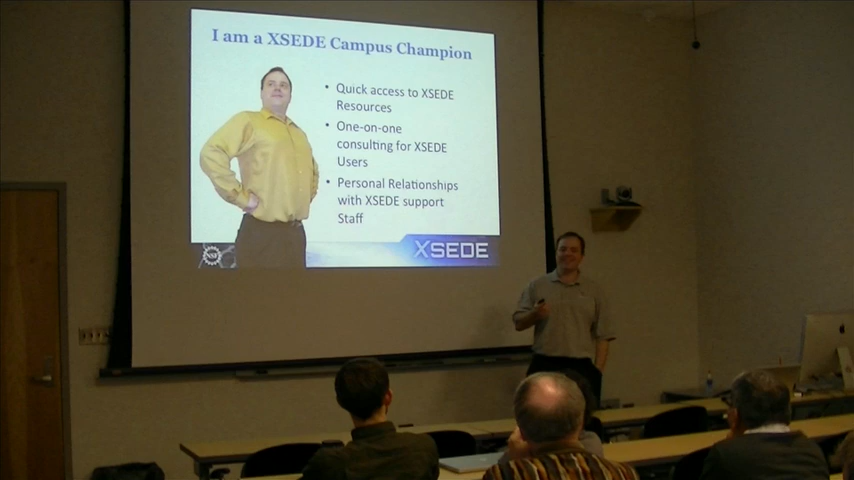 I am a XSEDE Campus Champion
• Quick access to XSEDE
Resources
• One-on-one
consulting for XSEDE
Users
• Personal Relationships
with XSEDE support
Staff
NSF
XSEDE